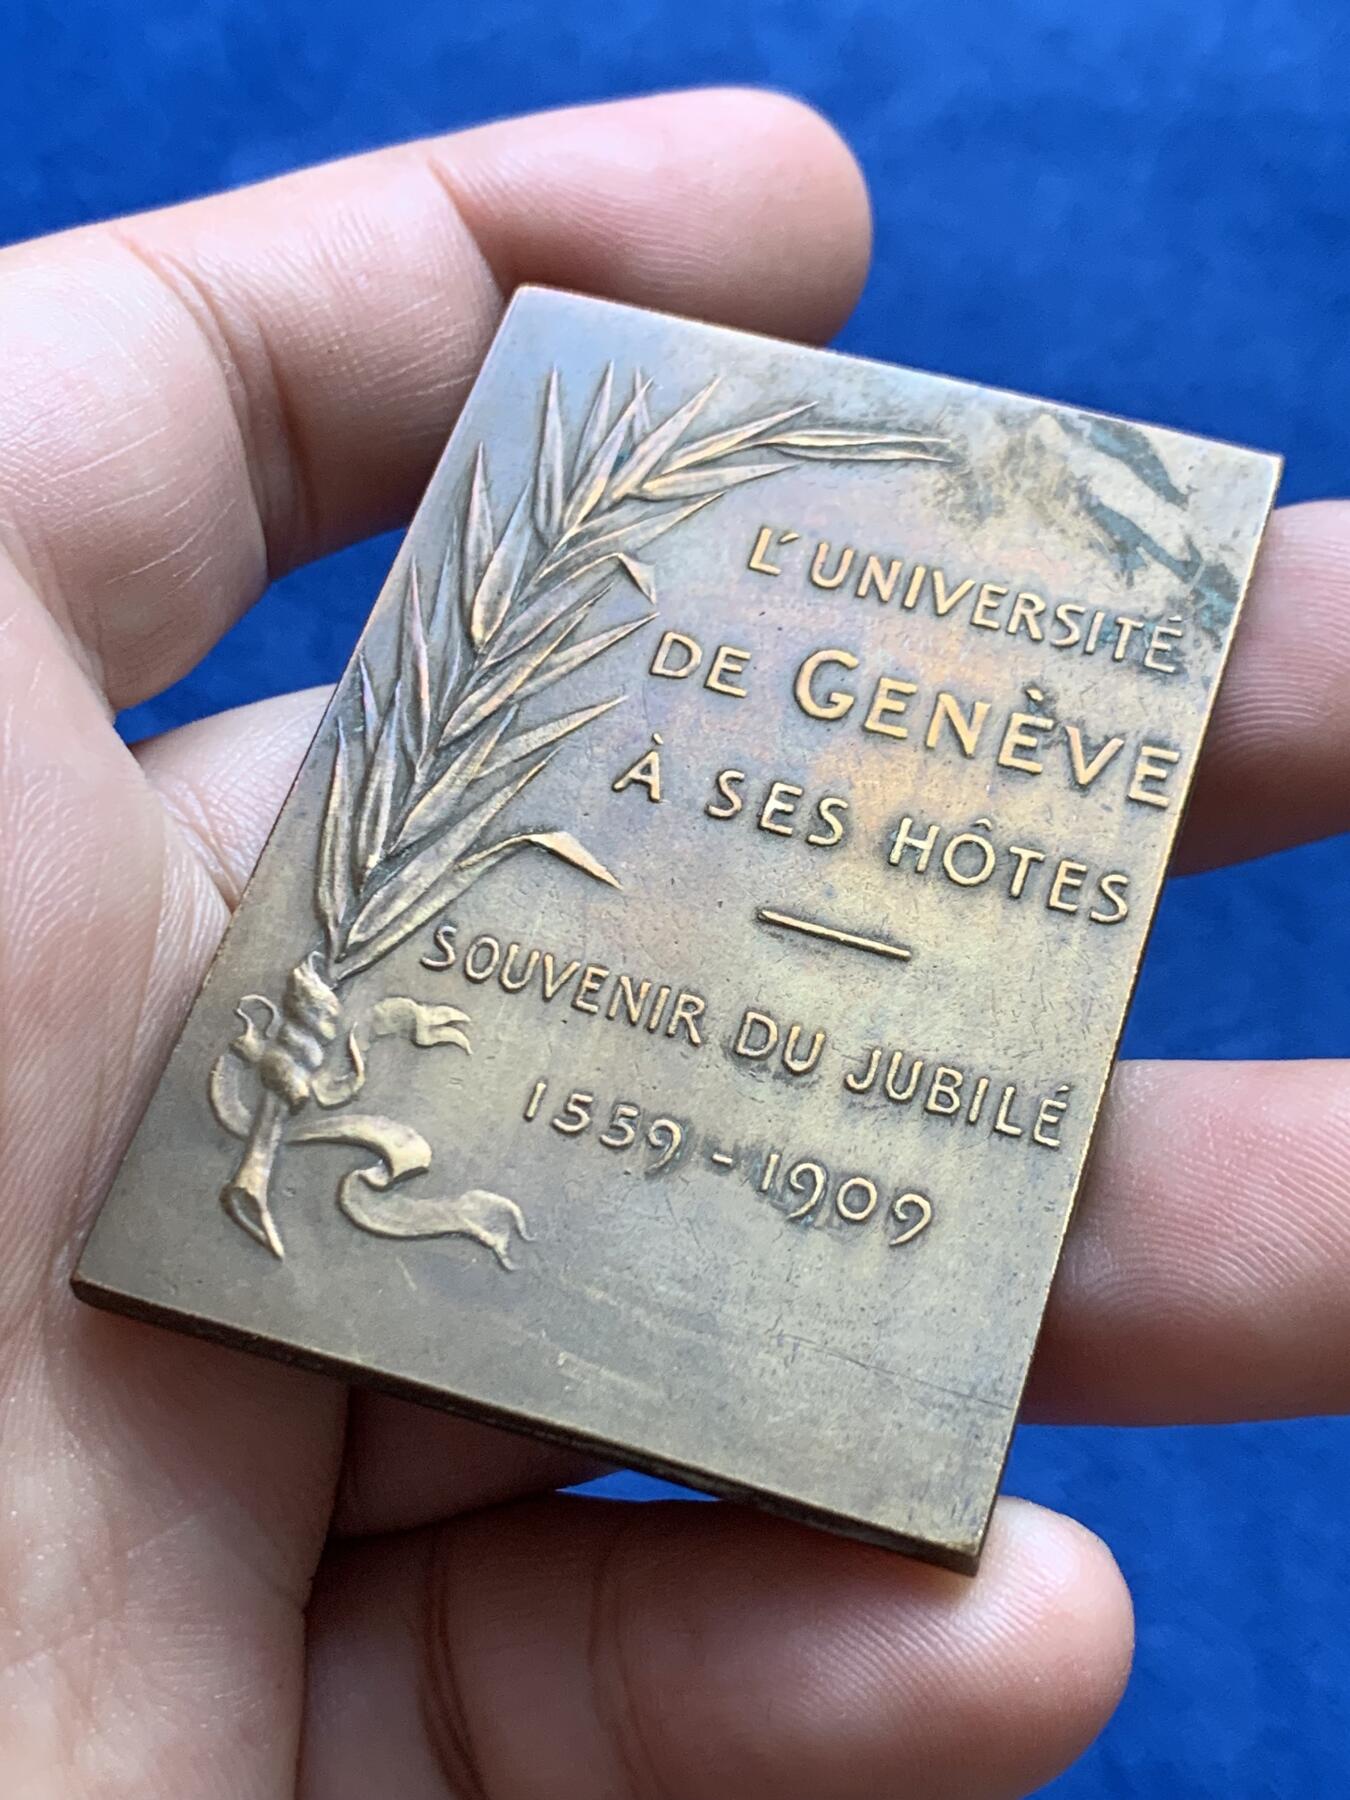 L'UNIVERSITÉ
DE GENÈVE
À SES HÔTES
SOUVENIR DU JUBILÉ
1559-1909